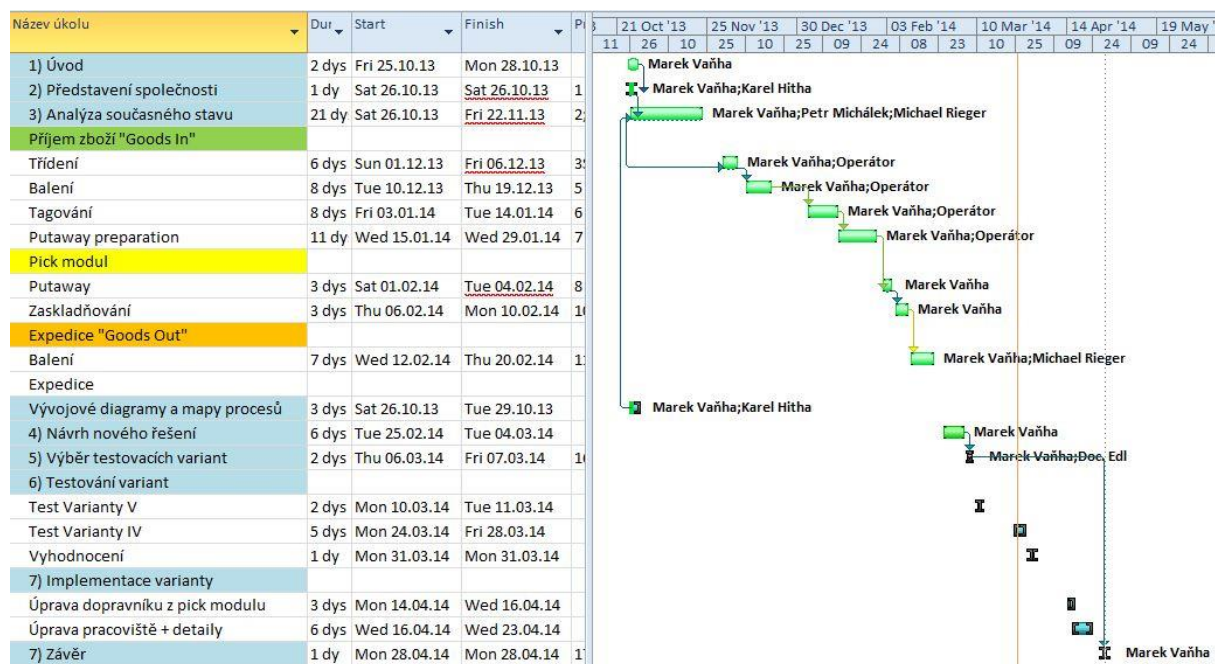 Název úkolu Dur Start Finish 21 Oct '13 25 Nov '13 30 Dec '13 03 Feb '14 10 Mar '14 14 Apr '14 19 May
11 26 10 25 10 25 09 24 08 23 10 25 09 24 09 24
1) Úvod 2 dys Fri 25.10.13 Mon 28.10.13 Marek Vaňha
2) Představení společnosti 1 dy Sat 26.10.13 Sat 26.10.13 1 Marek Vaňha;Karel Hitha
3) Analýza současného stavu 21 dy Sat 26.10.13 Fri 22.11.13 2; Marek Vaňha;Petr Michálek;Michael Rieger
Příjem zboží "Goods In"
Třídení 6 dys Sun 01.12.13 Fri 06.12.13 Marek Vaňha;Operátor
Balení 8 dys Tue 10.12.13 Thu 19.12.13 5 Marek Vaňha;Operátor
Tagování 8 dys Fri 03.01.14 Tue 14.01.14 6 Marek Vaňha;Operátor
Putaway preparation 11 dy Wed 15.01.14 Wed 29.01.14 7 Marek Vaňha;Operátor
Pick modul
Putaway 3 dys Sat 01.02.14 Tue 04.02.14 8 Marek Vaňha
Zaskladňování 3 dys Thu 06.02.14 Mon 10.02.14 Marek Vaňha
Expedice "Goods Out"
Balení 7 dys Wed 12.02.14 Thu 20.02.14 Marek Vaňha;Michael Rieger
Expedice
Vývojové diagramy a mapy procesů 3 dys Sat 26.10.13 Tue 29.10.13 Marek Vaňha;Karel Hitha
4) Návrh nového řešení 6 dys Tue 25.02.14 Tue 04.03.14 Marek Vaňha
5) Výběr testovacích variant 2 dys Thu 06.03.14 Fri 07.03.14 Marek Vaňha;Doc. Edl
6) Testování variant
Test Varianty V 2 dys Mon 10.03.14 Tue 11.03.14
Test Varianty IV 5 dys Mon 24.03.14 Fri 28.03.14
Vyhodnocení 1 dy Mon 31.03.14 Mon 31.03.14
7) Implementace varianty
Úprava dopravníku z pick modulu 3 dys Mon 14.04.14 Wed 16.04.14
Úprava pracoviště + detaily 6 dys Wed 16.04.14 Wed 23.04.14
7) Závěr 1 dy Mon 28.04.14 Mon 28.04.14 Marek Vaňha